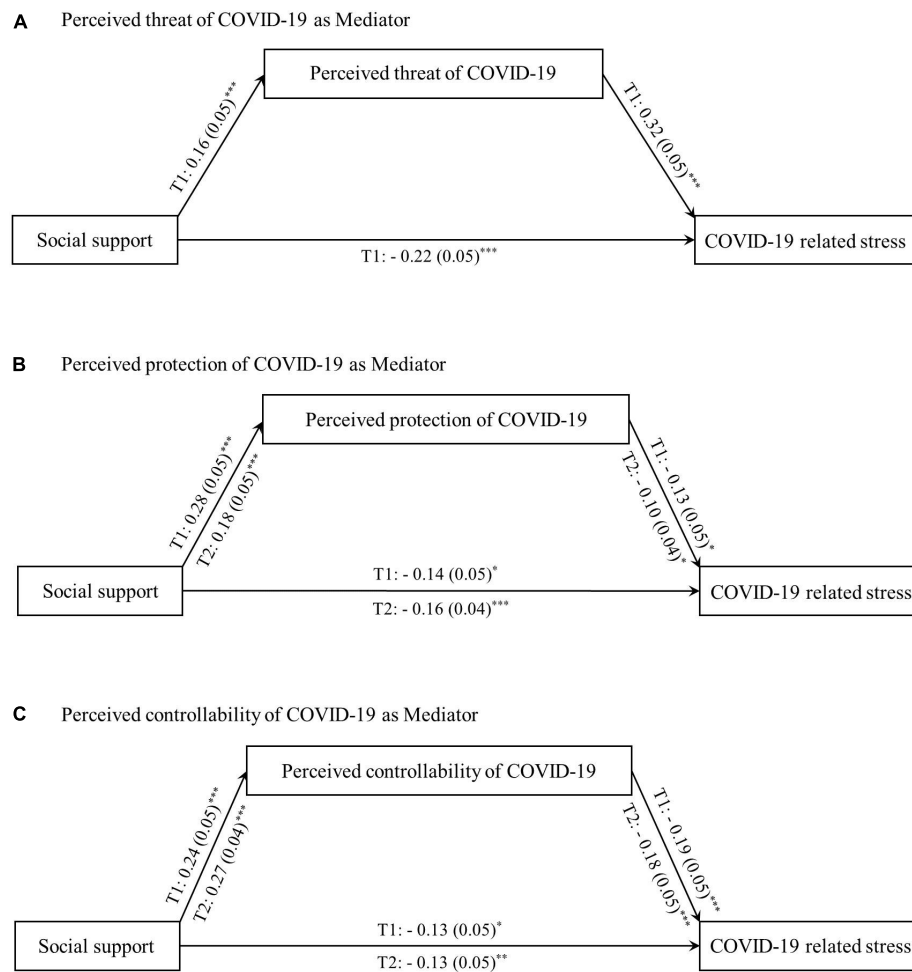 A Perceived threat of COVID-19 as Mediator
Perceived threat of COVID-19
T1: 0.16 (0.05)***
T1: 0.32 (0.05)***
Social support
COVID-19 related stress
T1: - 0.22 (0.05)***
B Perceived protection of COVID-19 as Mediator
Perceived protection of COVID-19
T1: 0.28 (0.05)***
T2: 0.18 (0.05)***
T1: - 0.13 (0.05)*
T2: - 0.10 (0.04)*
Social support
T1: - 0.14 (0.05)*
T2: - 0.16 (0.04)***
COVID-19 related stress
C Perceived controllability of COVID-19 as Mediator
Perceived controllability of COVID-19
T1: 0.24 (0.05)***
T2: 0.27 (0.04)***
T1: - 0.19 (0.05)***
T2: - 0.18 (0.05)***
Social support
T1: - 0.13 (0.05)*
T2: - 0.13 (0.05)**
COVID-19 related stress